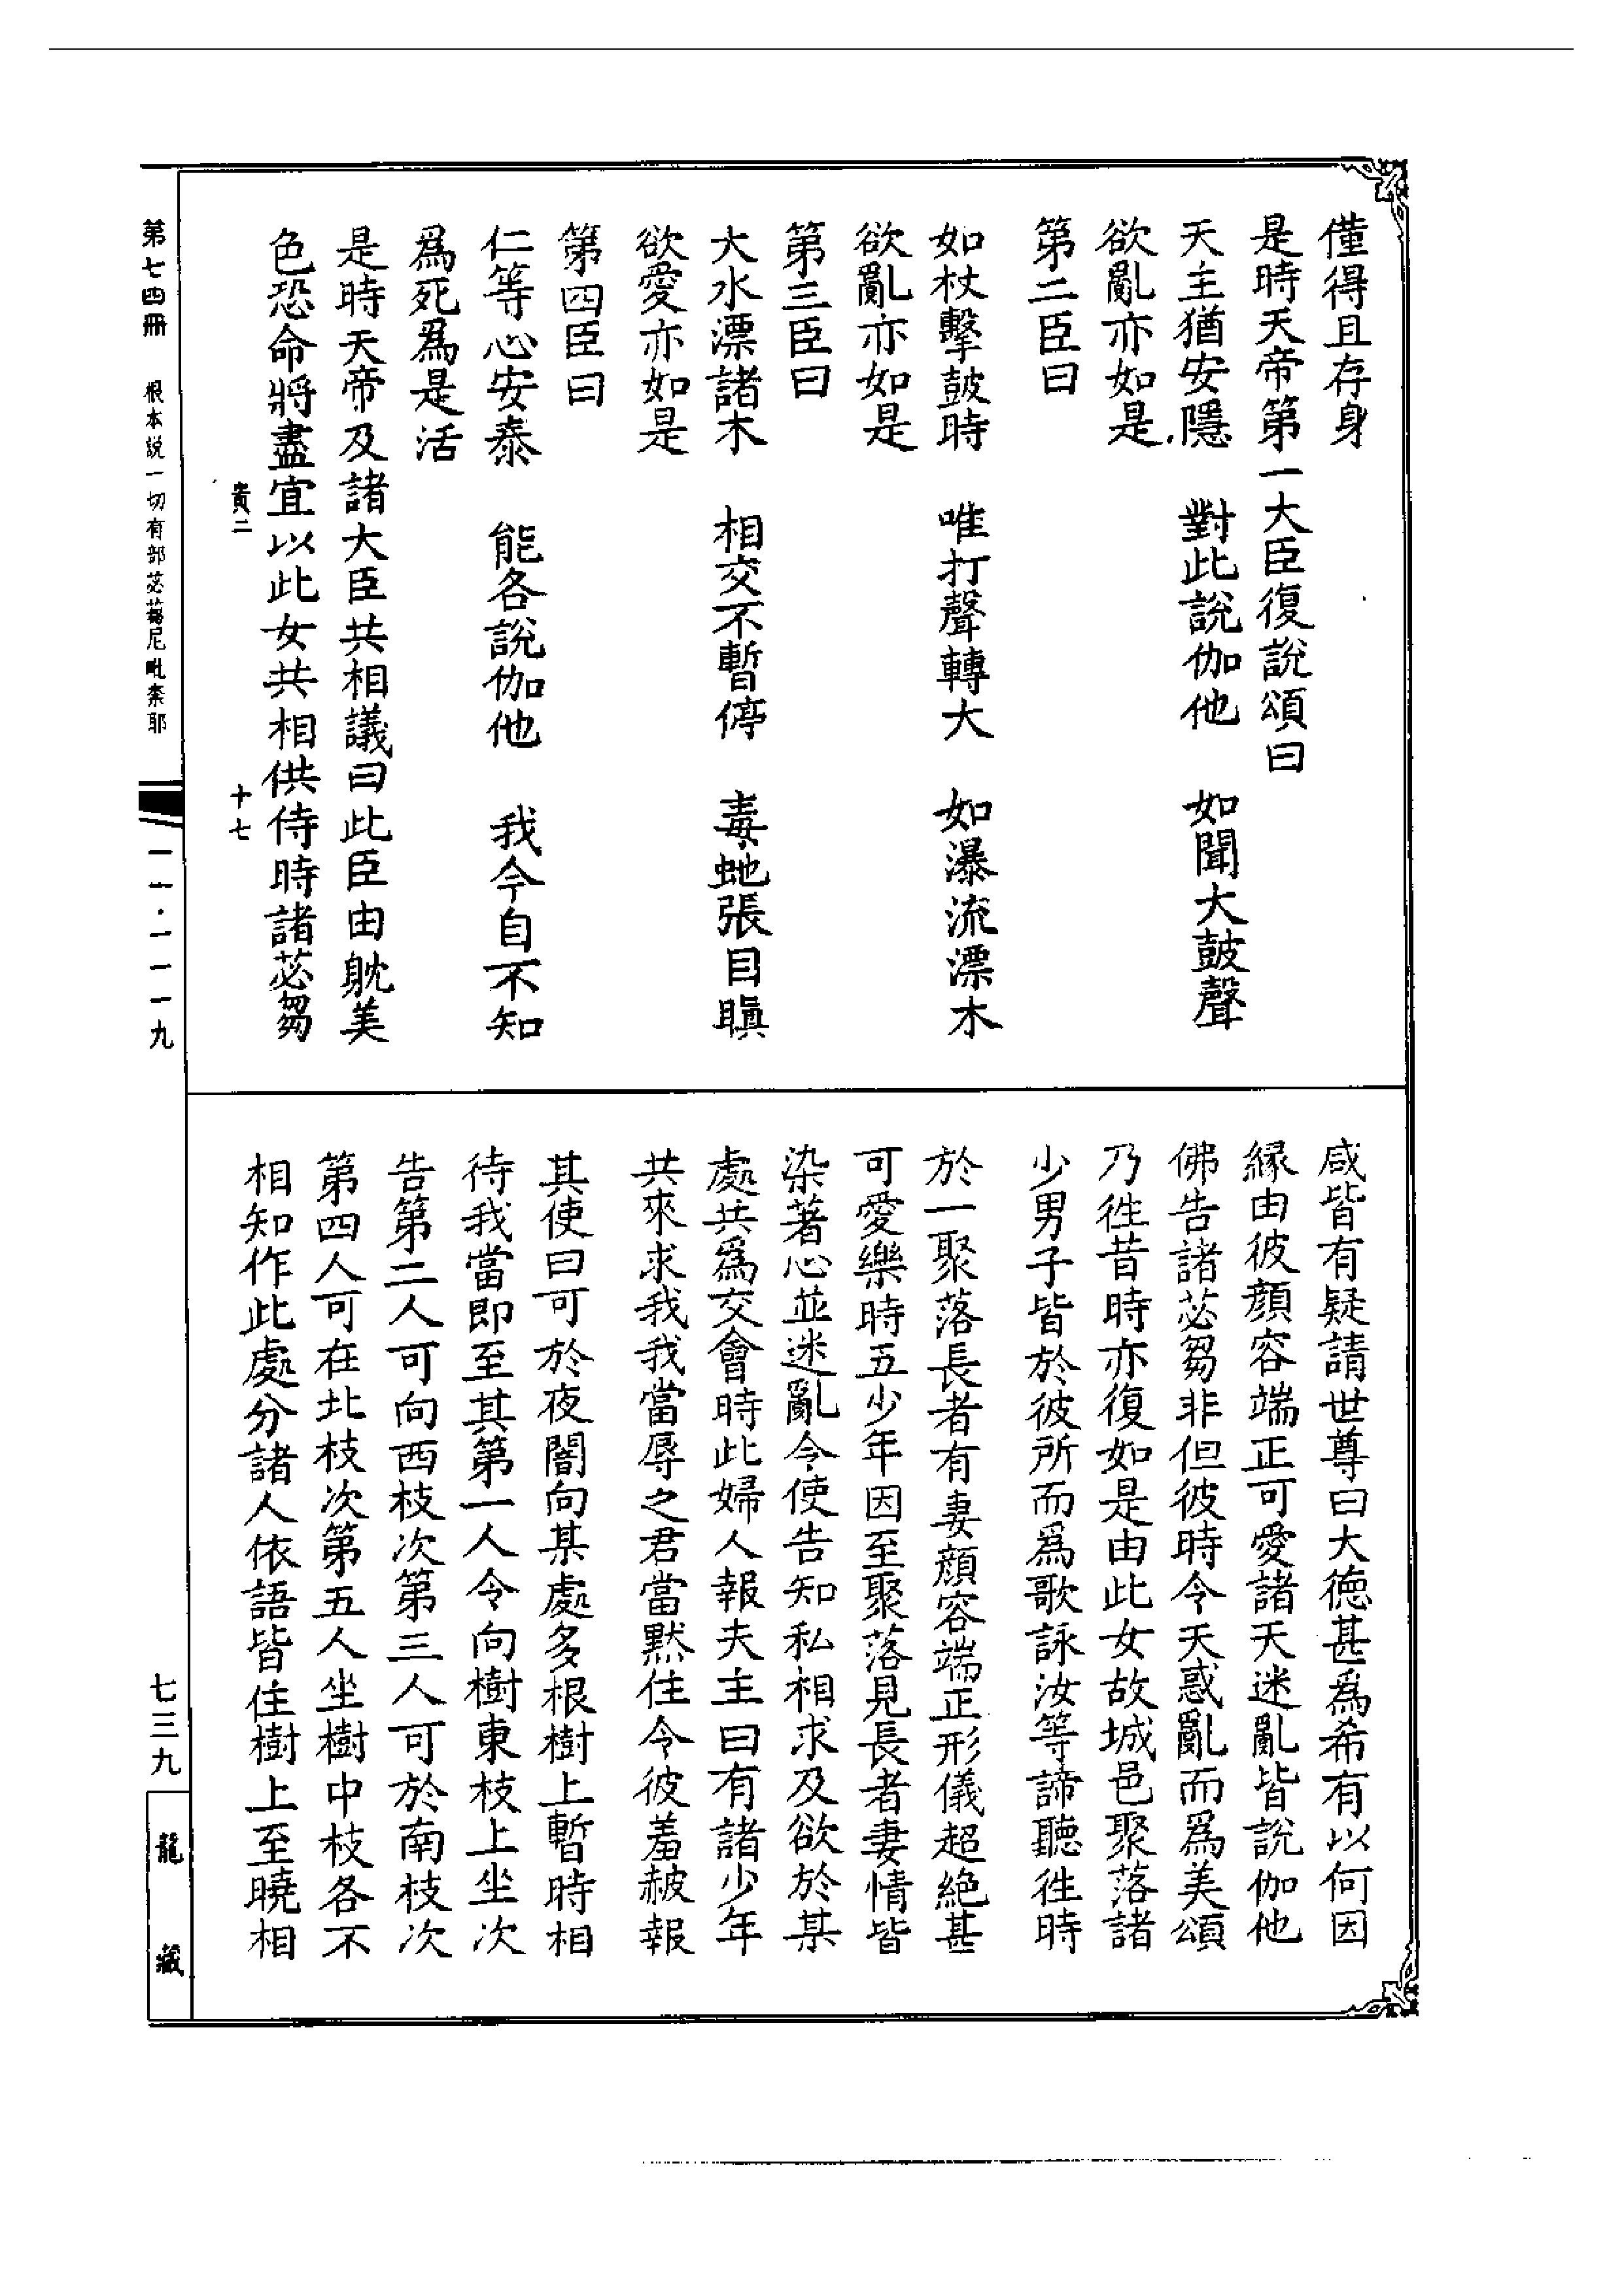 僅得且存身
是時天帝第一大臣復說頌曰
天主猶安隱　對此說伽他　如聞大鼓聲
欲亂亦如是
第二臣曰
如杖擊鼓時　唯打聲轉大　如瀑流漂木
欲亂亦如是
第三臣曰
大水漂諸木　相交不暫停　毒虵張目瞋
欲愛亦如是
第四臣曰
仁等心安泰　能各說伽他　我今自不知
爲死爲是活
是時天帝及諸大臣共相議曰此臣由躭美
色恐命將盡宜以此女共相供侍時諸苾芻
黄二　十七
咸皆有疑請世尊曰大德甚爲希有以何因
緣由彼顏容端正可愛諸天迷亂皆說伽他
佛告諸苾芻非但彼時令天惑亂而爲美頌
乃徃昔時亦復如是由此女故城邑聚落諸
少男子皆於彼所而爲歌詠汝等諦聽徃時
於一聚落長者有妻顏容端正形儀超絶甚
可愛樂時五少年因至聚落見長者妻情皆
染著心並迷亂令使告知私相求及欲於某
處共爲交會時此婦人報夫主曰有諸少年
共來求我我當辱之君當默住令彼羞赧報
其使曰可於夜闇向某處多根樹上暫時相
待我當即至其第一人令向樹東枝上坐次
告第二人可向西枝次第三人可於南枝次
第四人可在北枝次第五人坐樹中枝各不
相知作此處分諸人依語皆住樹上至曉相
第七四冊　根本説一切有部苾蒭尼毗柰耶　一一·一一一九　七三九　龍藏